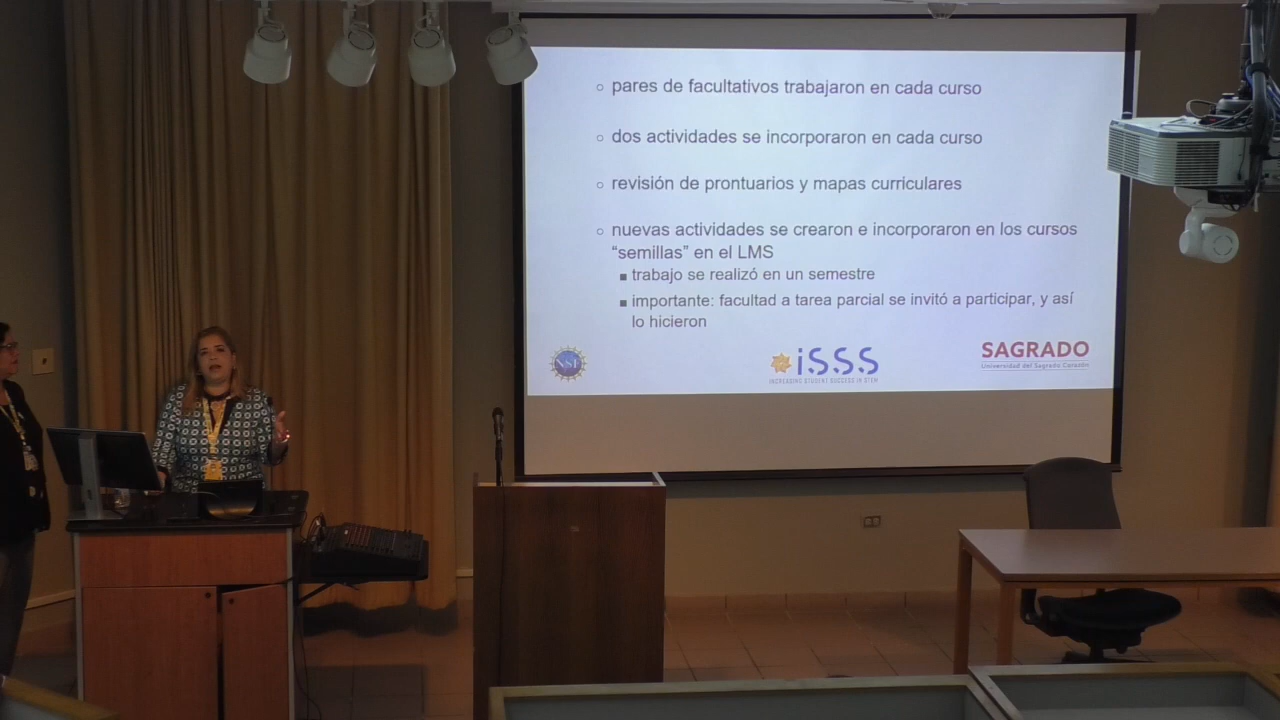 ○ pares de facultativos trabajaron en cada curso
○ dos actividades se incorporaron en cada curso
○ revisión de prontuarios y mapas curriculares
○ nuevas actividades se crearon e incorporaron en los cursos
“semillas” en el LMS
■ trabajo se realizó en un semestre
■ importante: facultad a tarea parcial se invitó a participar, y así
lo hicieron
NSF
iSSS
INCREASING STUDENT SUCCESS IN STEM
SAGRADO
Universidad del Sagrado Corazón